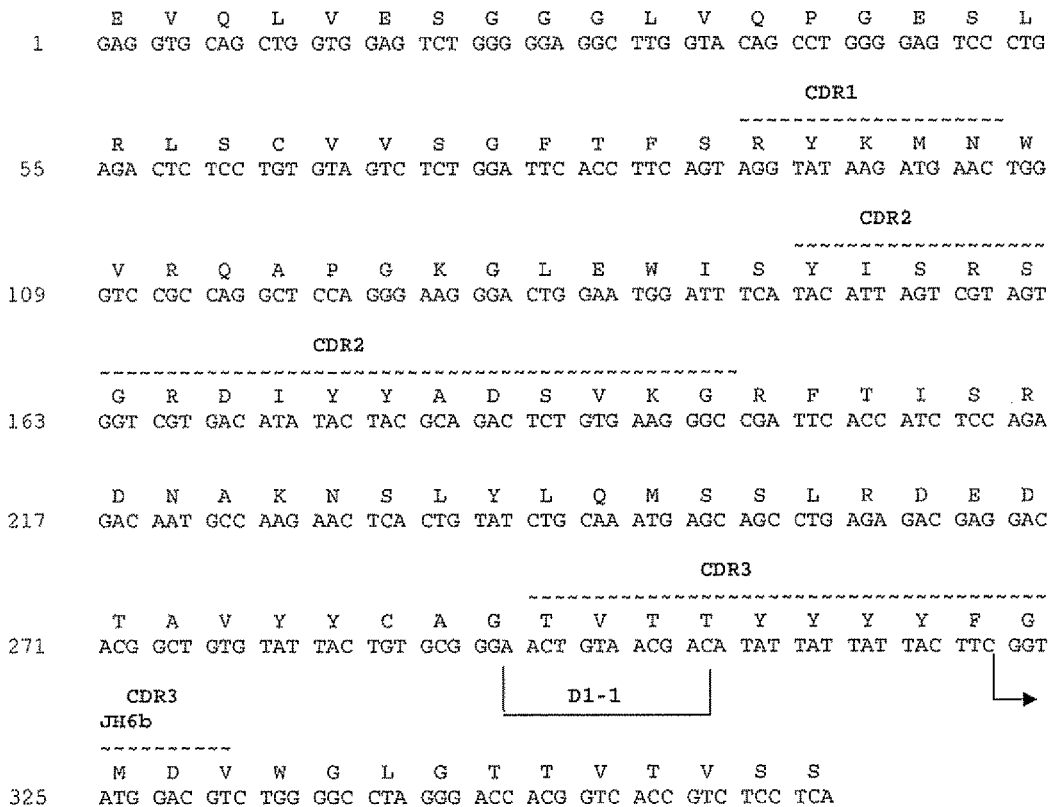 E V Q L V E S G G G L V Q P G E S L
1 GAG GTG CAG CTG GTG GAG TCT GGG GGA GGC TTG GTA CAG CCT GGG GAG TCC CTG
CDR1
R L S C V V S G F T F S R Y K M N W
55 AGA CTC TCC TGT GTA GTC TCT GGA TTC ACC TTC AGT AGG TAT AAG ATG AAC TGG
CDR2
V R Q A P G K G L E W I S Y I S R S
109 GTC CGC CAG GCT CCA GGG AAG GGA CTG GAA TGG ATT TCA TAC ATT AGT CGT AGT
CDR2
G R D I Y Y A D S V K G R F T I S R
163 GGT CGT GAC ATA TAC TAC GCA GAC TCT GTG AAG GGC CGA TTC ACC ATC TCC AGA
D N A K N S L Y L Q M S S L R D E D
217 GAC AAT GCC AAG AAC TCA CTG TAT CTG CAA ATG AGC AGC CTG AGA GAC GAG GAC
CDR3
T A V Y Y C A G T V T T Y Y Y Y F G
271 ACG GCT GTG TAT TAC TGT GCG GGA ACT GTA ACG ACA TAT TAT TAT TAC TTC GGT
D1-1
CDR3
JH6b
M D V W G L G T T V T V S S
325 ATG GAC GTC TGG GGC CTA GGG ACC ACG GTC ACC GTC TCC TCA